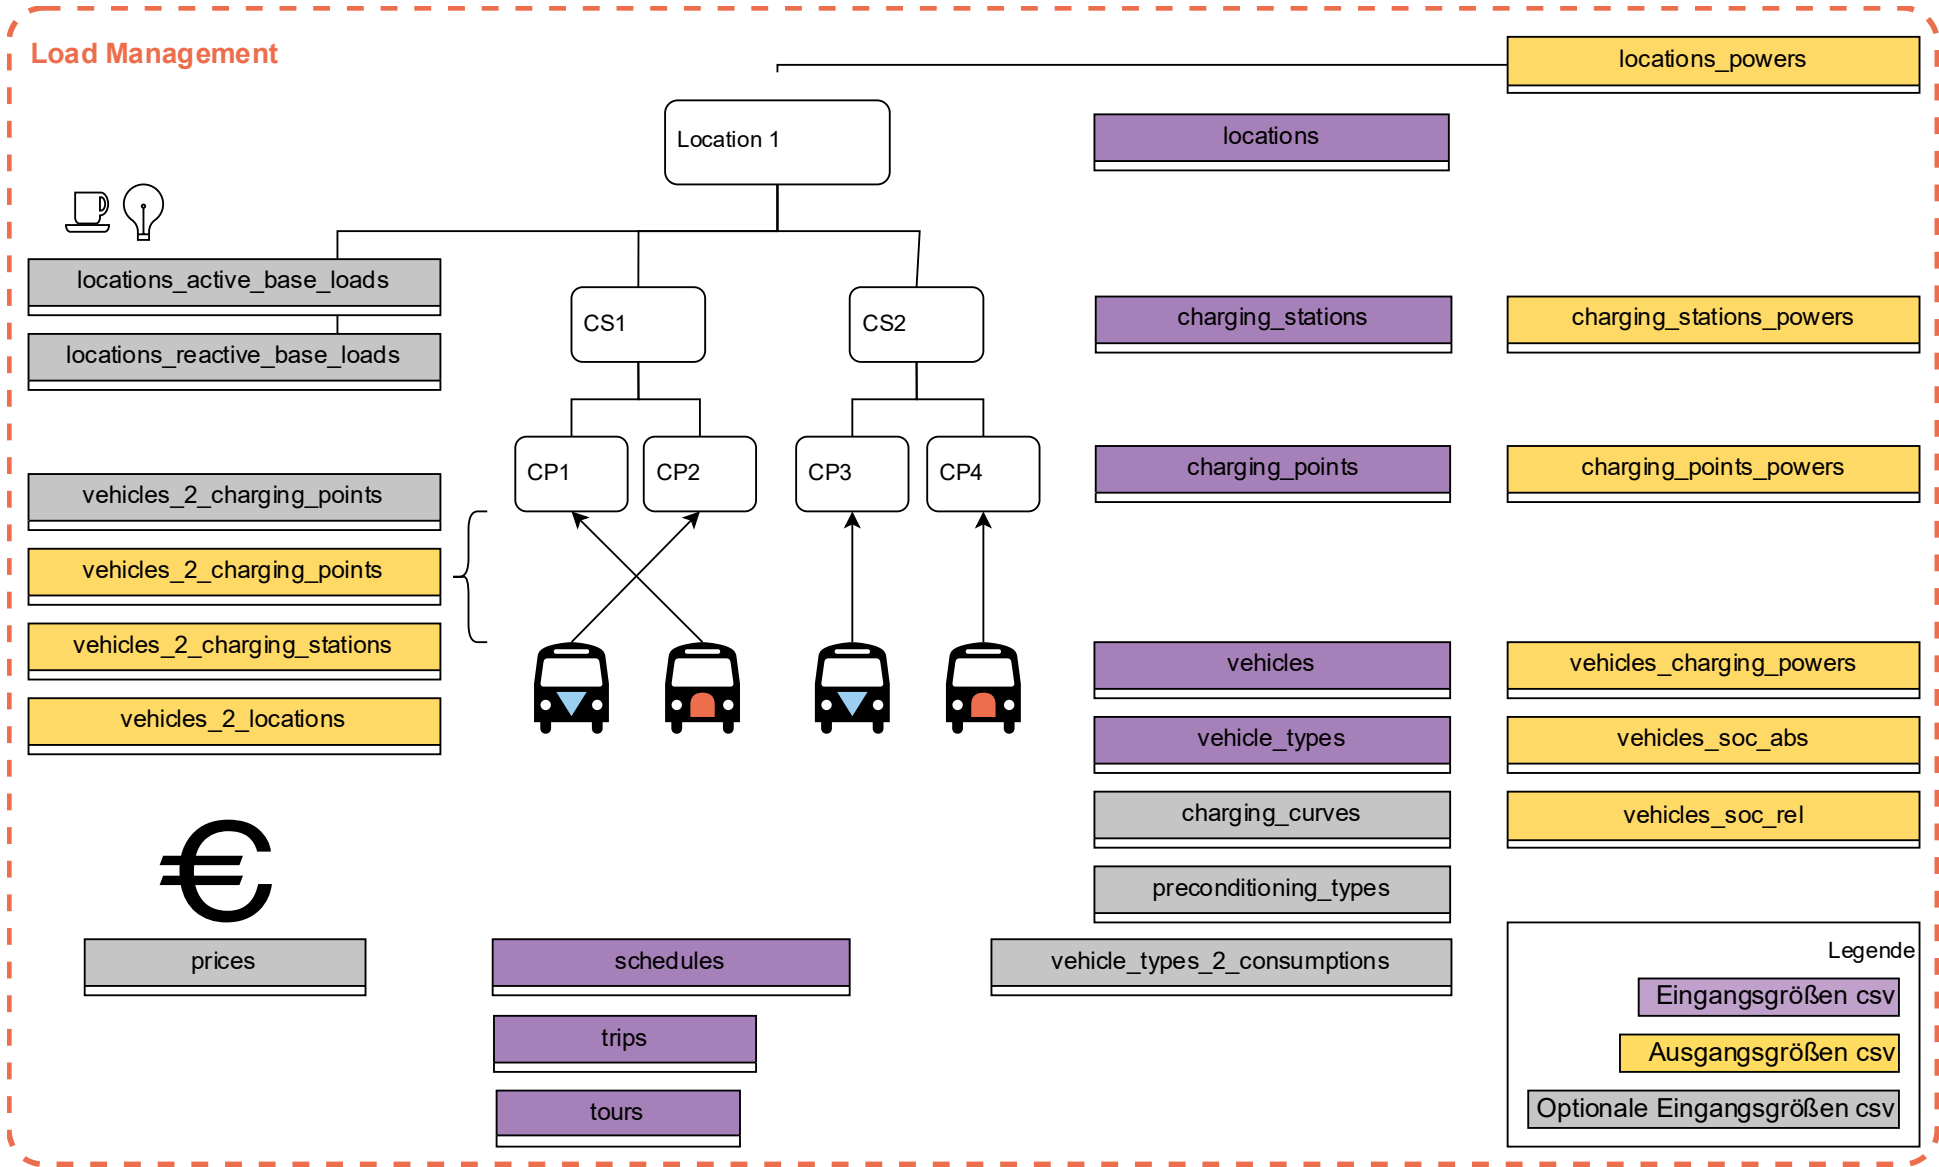 Load Management
locations_powers
Location 1
locations
locations_active_base_loads
locations_reactive_base_loads
CS1
CS2
charging_stations
charging_stations_powers
CP1
CP2
CP3
CP4
charging_points
charging_points_powers
vehicles_2_charging_points
vehicles_2_charging_points
vehicles_2_charging_stations
vehicles_2_locations
vehicles
vehicles_charging_powers
vehicle_types
vehicles_soc_abs
charging_curves
vehicles_soc_rel
preconditioning_types
€
prices
schedules
vehicle_types_2_consumptions
trips
tours
Legende
Eingangsgrößen csv
Ausgangsgrößen csv
Optionale Eingangsgrößen csv